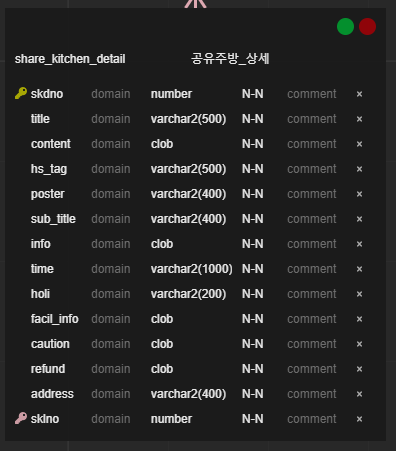 share_kitchen_detail 공유주방_상세
skdno domain number N-N comment ×
title domain varchar2(500) N-N comment ×
content domain clob N-N comment ×
hs_tag domain varchar2(500) N-N comment ×
poster domain varchar2(400) N-N comment ×
sub_title domain varchar2(400) N-N comment ×
info domain clob N-N comment ×
time domain varchar2(1000) N-N comment ×
holi domain varchar2(200) N-N comment ×
facil_info domain clob N-N comment ×
caution domain clob N-N comment ×
refund domain clob N-N comment ×
address domain varchar2(400) N-N comment ×
sklno domain number N-N comment ×